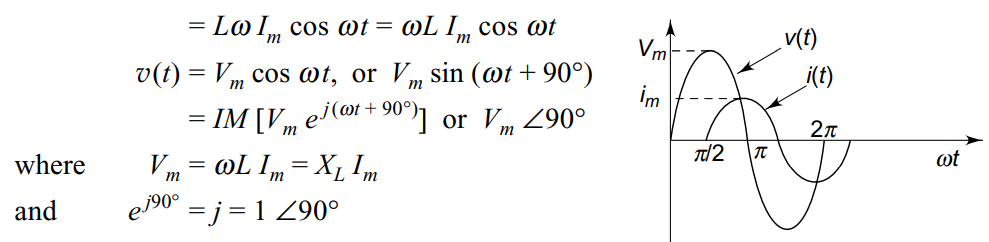 = Lω I_m cos ωt = ωL I_m cos ωt
v(t) = V_m cos ωt, or V_m sin (ωt + 90°)
= IM [V_m e^{j(ωt + 90°)}] or V_m ∠90°
where V_m = ωL I_m = X_L I_m
and e^{j90°} = j = 1 ∠90°
V_m
v(t)
i_m
i(t)
π/2
π
2π
ωt